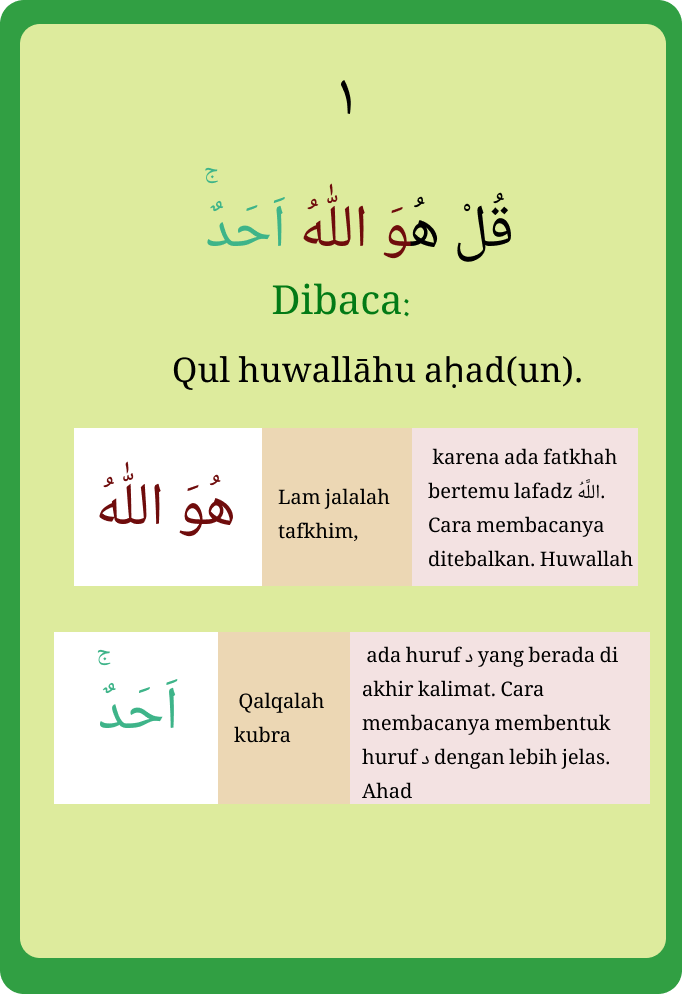 ١
قُلْ هُوَ اللّٰهُ اَحَدٌۚ
Dibaca:
Qul huwallāhu aḥad(un).
هُوَ اللّٰهُ
Lam jalalah
tafkhim,
karena ada fatkhah
bertemu lafadz اللَّهُ.
Cara membacanya
ditebalkan. Huwallah
اَحَدٌۚ
Qalqalah
kubra
ada huruf د yang berada di
akhir kalimat. Cara
membacanya membentuk
huruf د dengan lebih jelas.
Ahad